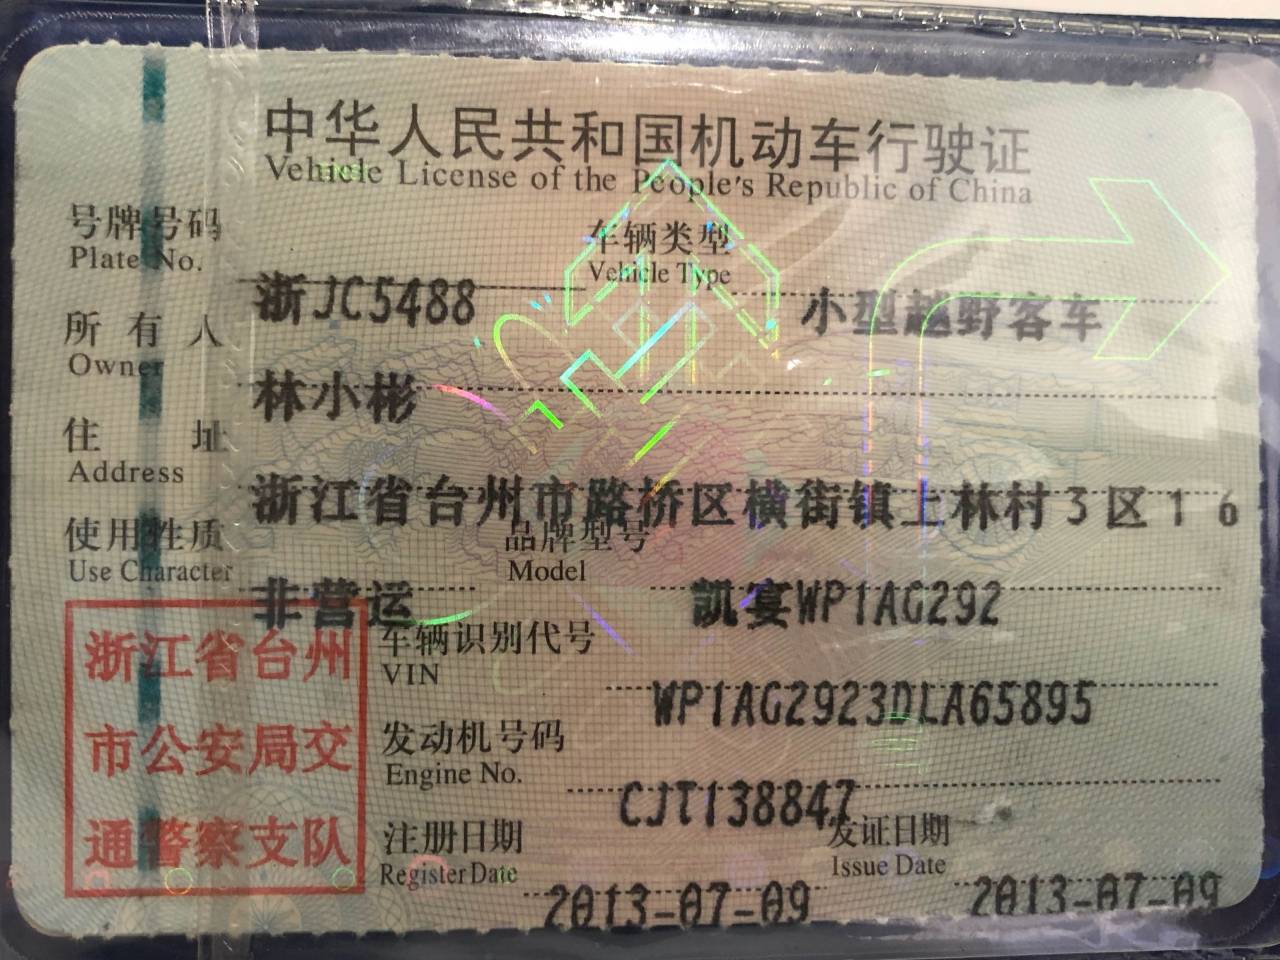 中华人民共和国机动车行驶证
Vehicle License of the People's Republic of China
号牌号码 车辆类型
Plate No. Vehicle Type
浙JC5488 小型越野客车
所有人
Owner
林小彬
住址
Address
浙江省台州市路桥区横街镇上林村3区16
使用性质 品牌型号
Use Character Model
非营运 凯宴WP1AG292
浙江省台州
市公安局交
通警察支队
车辆识别代号
VIN
WP1AG2923DLA65895
发动机号码
Engine No.
CJT138847
注册日期 发证日期
Register Date Issue Date
2013-07-09 2013-07-09